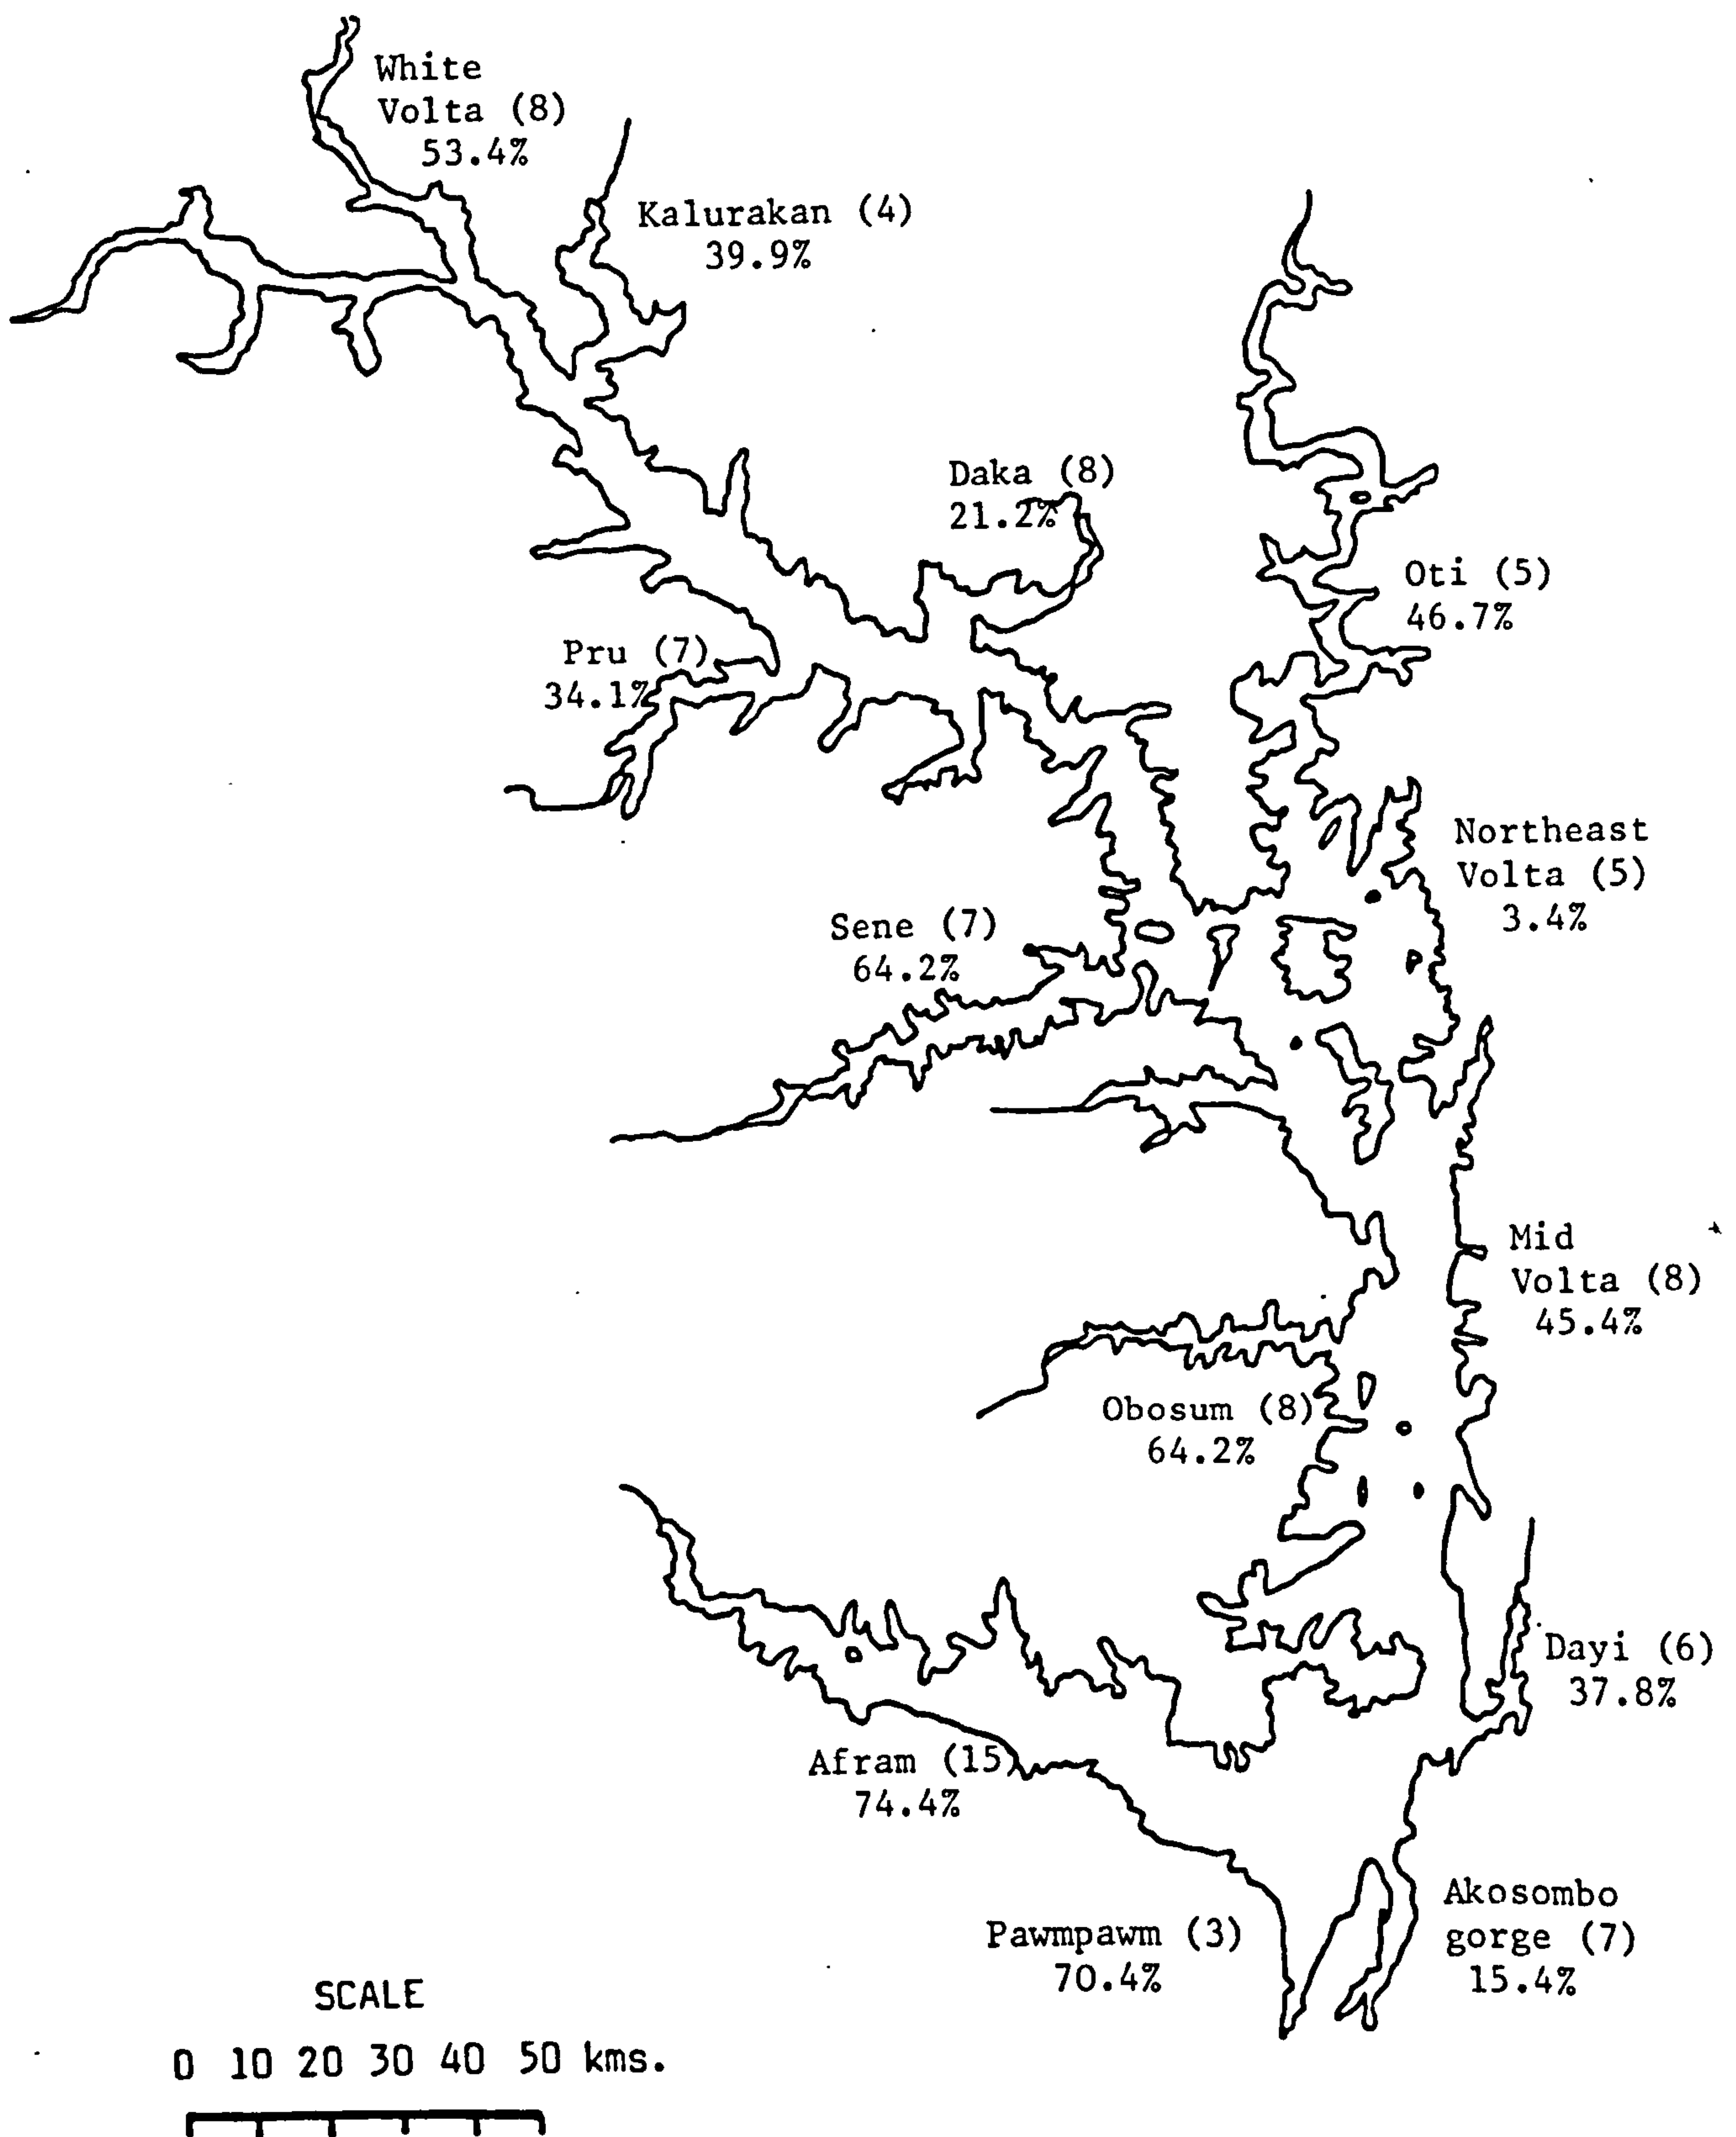 White
Volta (8)
53.4%
Kalurakan (4)
39.9%
Daka (8)
21.2%
Oti (5)
46.7%
Pru (7)
34.1%
Northeast
Volta (5)
3.4%
Sene (7)
64.2%
Mid
Volta (8)
45.4%
Obosum (8)
64.2%
Dayi (6)
37.8%
Afram (15)
74.4%
Akosombo
gorge (7)
15.4%
Pawmpawm (3)
70.4%
SCALE
0 10 20 30 40 50 kms.